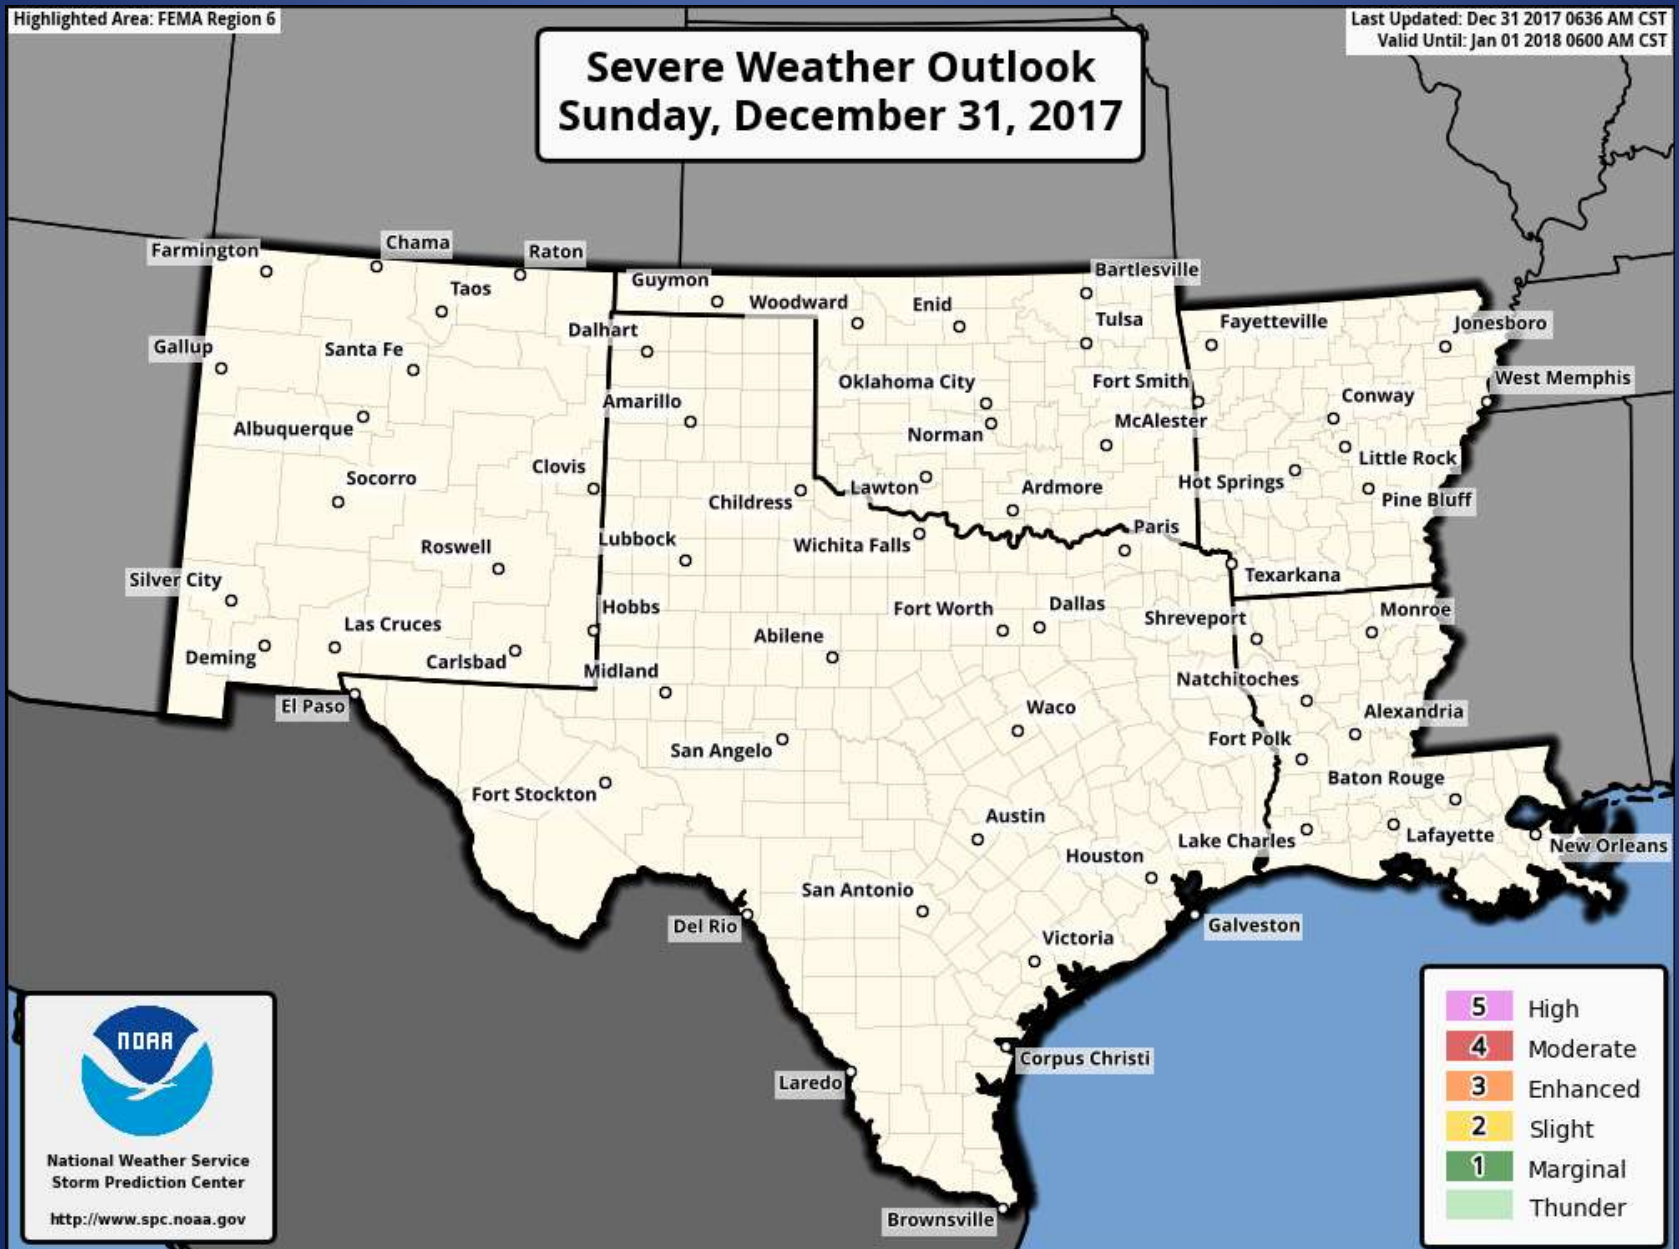 Highlighted Area: FEMA Region 6
Last Updated: Dec 31 2017 0636 AM CST
Valid Until: Jan 01 2018 0600 AM CST
Severe Weather Outlook
Sunday, December 31, 2017
Farmington
Chama
Raton
Taos
Guymon
Woodward
Enid
Bartlesville
Tulsa
Fayetteville
Jonesboro
Dalhart
Gallup
Santa Fe
Oklahoma City
Fort Smith
West Memphis
Conway
Amarillo
Albuquerque
Norman
McAlester
Little Rock
Clovis
Socorro
Childress
Lawton
Ardmore
Hot Springs
Pine Bluff
Paris
Lubbock
Wichita Falls
Roswell
Texarkana
Silver City
Hobbs
Fort Worth
Dallas
Shreveport
Monroe
Las Cruces
Abilene
Deming
Carlsbad
Midland
Natchitoches
El Paso
Waco
Alexandria
San Angelo
Fort Polk
Baton Rouge
Fort Stockton
Austin
Houston
Lake Charles
Lafayette
New Orleans
San Antonio
Del Rio
Victoria
Galveston
Corpus Christi
Laredo
Brownsville
NOAA
National Weather Service
Storm Prediction Center
http://www.spc.noaa.gov
5 High
4 Moderate
3 Enhanced
2 Slight
1 Marginal
Thunder